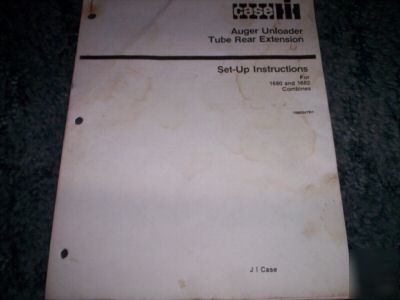 case IH
Auger Unloader
Tube Rear Extension
Set-Up Instructions
For
1680 and 1682
Combines
J I Case